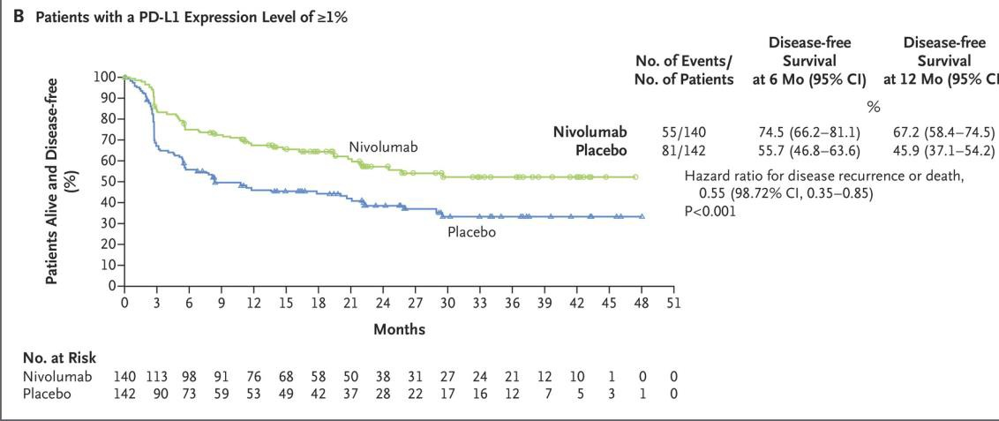 B Patients with a PD-L1 Expression Level of ≥1%
No. of Events/
No. of Patients
Disease-free
Survival
at 6 Mo (95% CI)
Disease-free
Survival
at 12 Mo (95% CI
%
Nivolumab 55/140 74.5 (66.2–81.1) 67.2 (58.4–74.5)
Placebo 81/142 55.7 (46.8–63.6) 45.9 (37.1–54.2)
Hazard ratio for disease recurrence or death,
0.55 (98.72% CI, 0.35–0.85)
P<0.001
Patients Alive and Disease-free
(%)
100
90
80
70
60
50
40
30
20
10
0
Nivolumab
Placebo
0 3 6 9 12 15 18 21 24 27 30 33 36 39 42 45 48 51
Months
No. at Risk
Nivolumab 140 113 98 91 76 68 58 50 38 31 27 24 21 12 10 1 0 0
Placebo 142 90 73 59 53 49 42 37 28 22 17 16 12 7 5 3 1 0